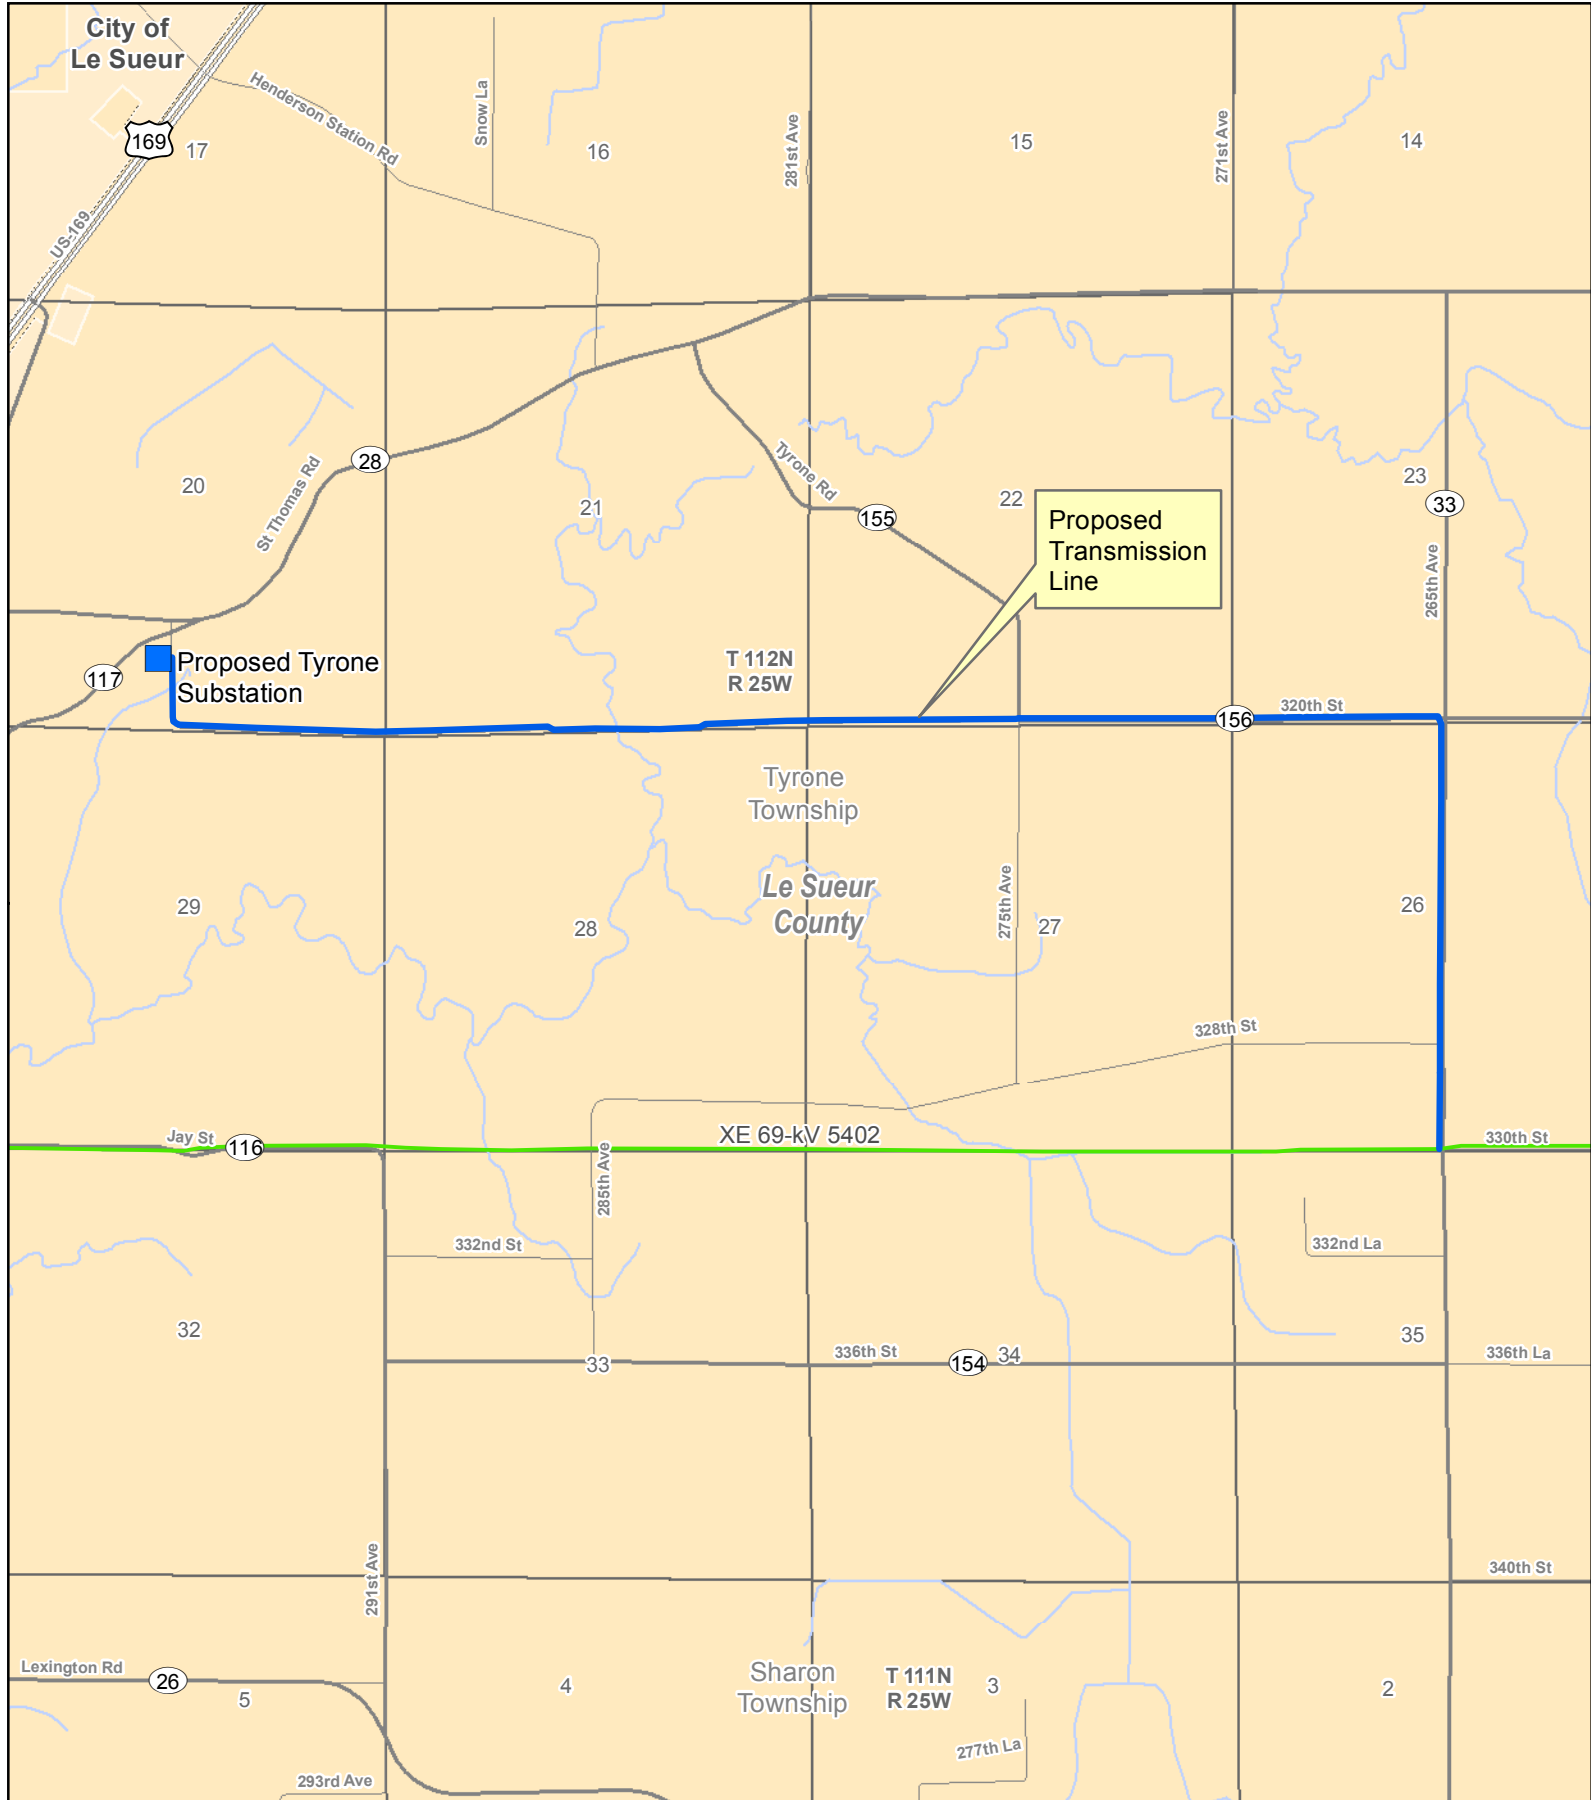 City of
Le Sueur
Henderson Station Rd
Snow La
281st Ave
271st Ave
169
17
16
15
14
US-169
28
20
St Thomas Rd
21
Tyrone Rd
155
22
Proposed
Transmission
Line
23
33
265th Ave
117
Proposed Tyrone
Substation
T 112N
R 25W
156
320th St
Tyrone
Township
Le Sueur
County
29
28
275th Ave
27
26
328th St
Jay St
116
XE 69-kV 5402
330th St
285th Ave
332nd St
332nd La
32
33
336th St
154
34
35
336th La
291st Ave
340th St
Lexington Rd
26
5
4
Sharon
Township
T 111N
R 25W
3
2
277th La
293rd Ave